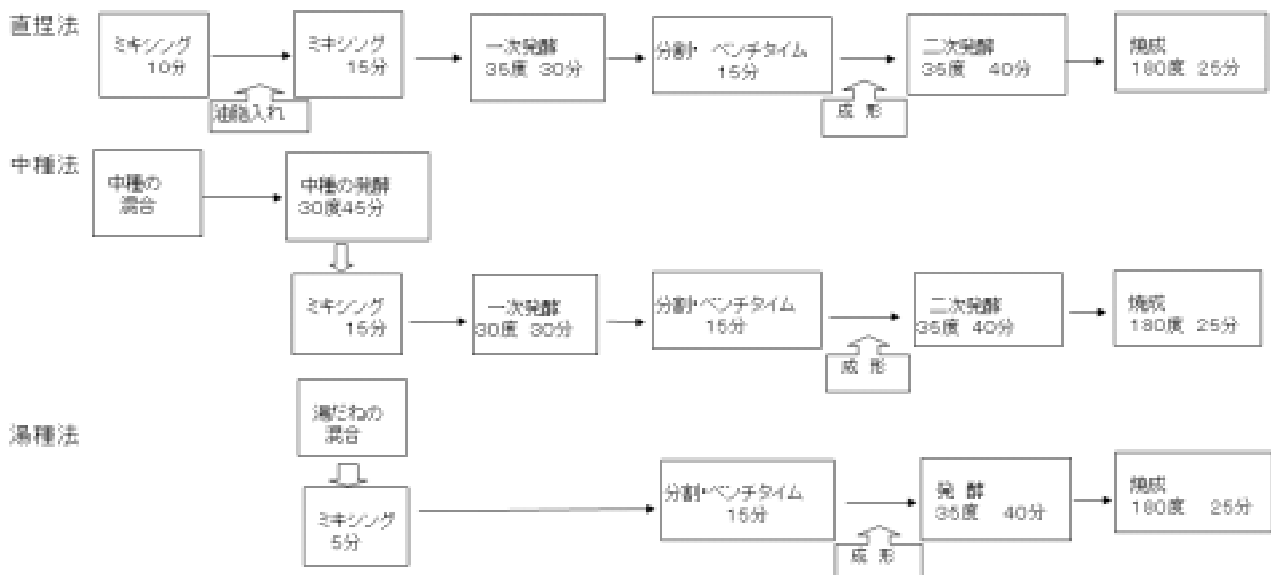 直捏法
ミキシング
10分
ミキシング
15分
一次発酵
35度 30分
分割・ベンチタイム
15分
二次発酵
35度 40分
焼成
180度 25分
油脂入れ
成形
中種法
中種の
混合
中種の発酵
30度45分
ミキシング
15分
一次発酵
30度 30分
分割・ベンチタイム
15分
二次発酵
35度 40分
焼成
180度 25分
成形
湯種法
湯だねの
混合
ミキシング
5分
分割・ベンチタイム
15分
発酵
35度 40分
焼成
180度 25分
成形